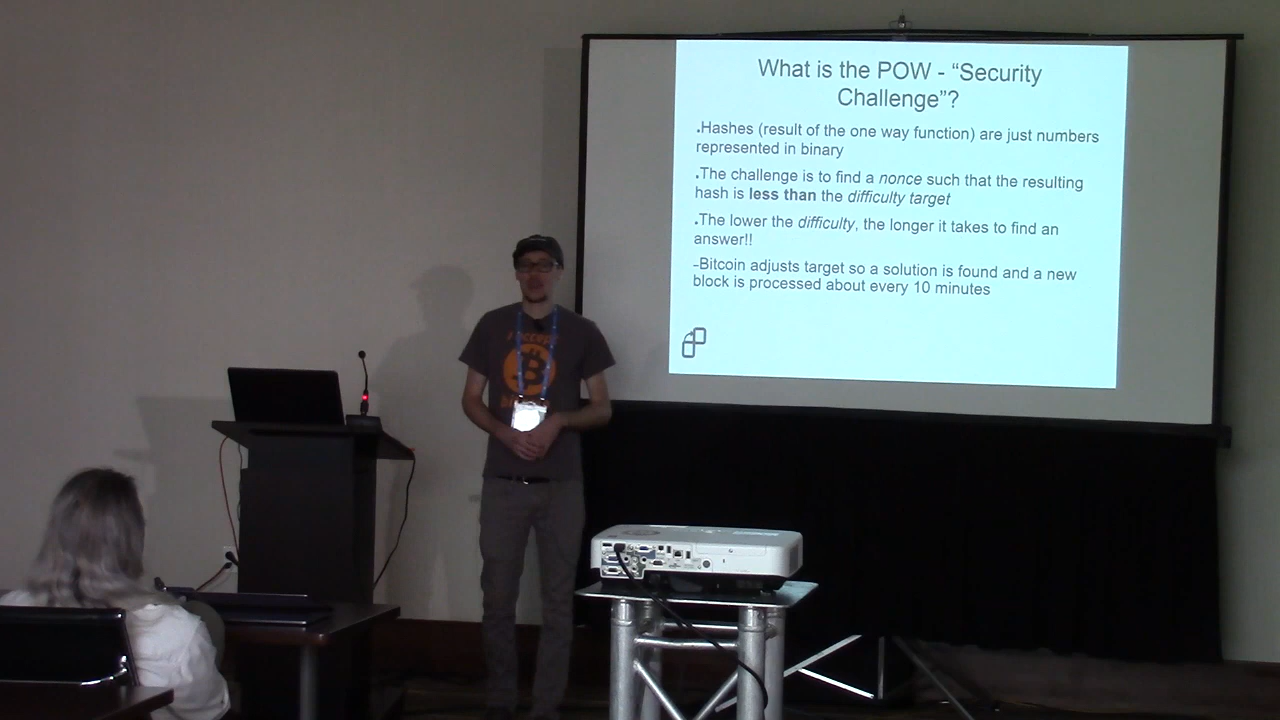 What is the POW - “Security
Challenge”?
.Hashes (result of the one way function) are just numbers
represented in binary
.The challenge is to find a nonce such that the resulting
hash is less than the difficulty target
.The lower the difficulty, the longer it takes to find an
answer!!
–Bitcoin adjusts target so a solution is found and a new
block is processed about every 10 minutes